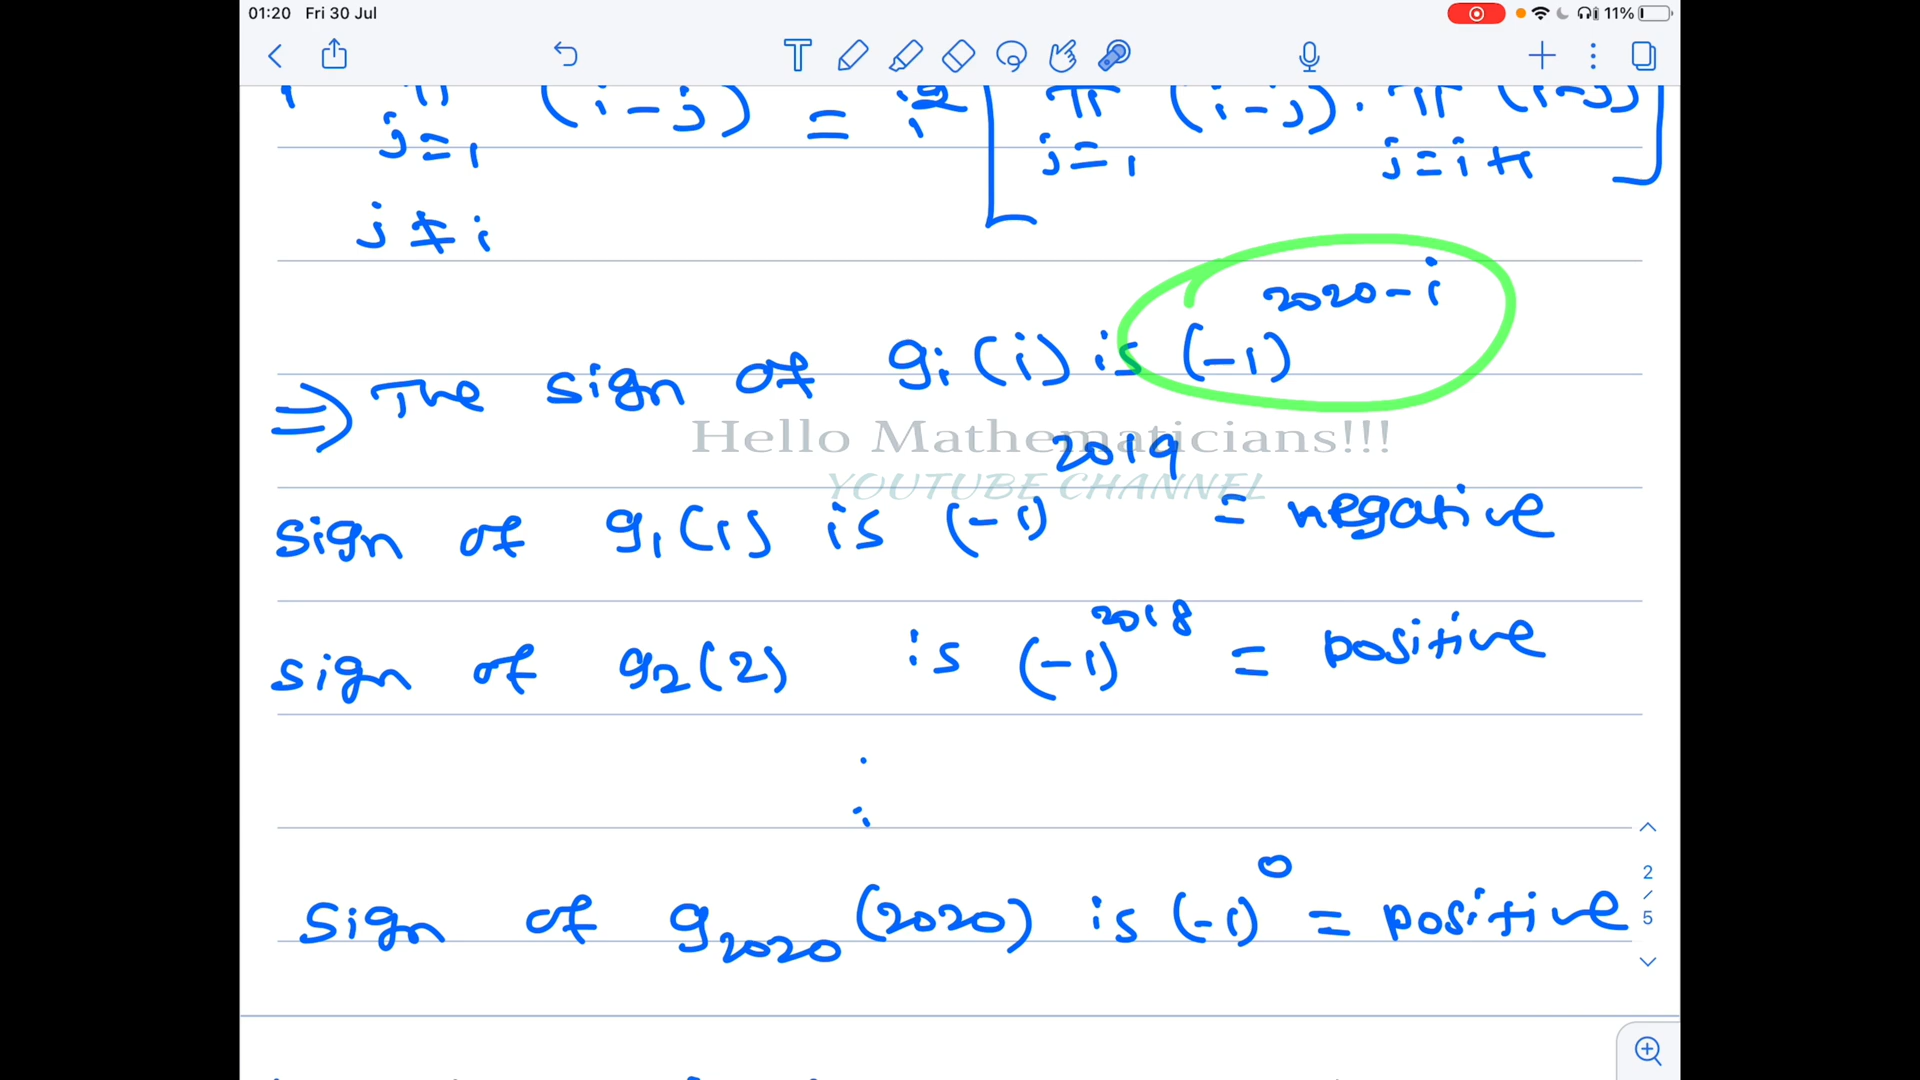 01:20 Fri 30 Jul 11%
(i-j) = i² [ π (i-j) . π (i-j) ]
j=1 j=1 j=i+1
j≠i
2020-i
⇒ The sign of gi(i) is (-1)
Hello Mathematicians!!!
2019
YOUTUBE CHANNEL
sign of g1(1) is (-1) = negative
2018
sign of g2(2) is (-1) = positive
0
sign of g2020(2020) is (-1) = positive
2/5